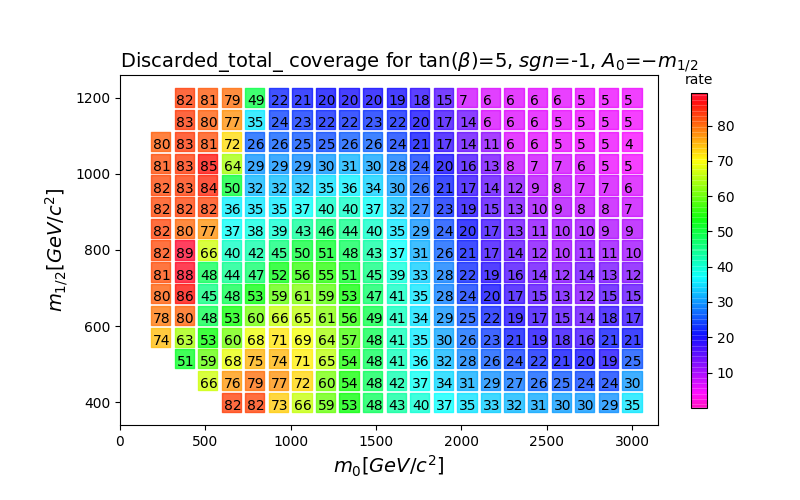 Discarded_total_ coverage for tan(β)=5, sgn=-1, A₀=−m₁/₂
rate
1200
82 81 79 49 22 21 20 20 20 19 18 15 7 6 6 6 6 5 5 5
83 80 77 35 24 23 22 22 23 22 20 17 14 6 6 6 5 5 5 5
80 83 81 72 26 26 25 25 26 26 24 21 17 14 11 6 6 5 5 5 4
1000
81 83 85 64 29 29 29 30 31 30 28 24 20 16 13 8 7 7 6 5 5
82 83 84 50 32 32 32 35 36 34 30 26 21 17 14 12 9 8 7 7 6
82 82 82 36 35 35 37 40 40 37 32 27 23 19 15 13 10 9 8 8 7
82 80 77 37 38 39 43 46 44 40 35 29 24 20 17 13 11 10 10 9 9
800
82 89 66 40 42 45 50 51 48 43 37 31 26 21 17 14 12 10 11 11 10
81 88 48 44 47 52 56 55 51 45 39 33 28 22 19 16 14 12 14 13 12
80 86 45 48 53 59 61 59 53 47 41 35 28 24 20 17 15 13 12 15 15
78 80 48 53 60 66 65 61 56 49 41 34 29 25 22 19 17 15 14 18 17
600
74 63 53 60 68 71 69 64 57 48 41 35 30 26 23 21 19 18 16 21 21
51 59 68 75 74 71 65 54 48 41 36 32 28 26 24 22 21 20 19 25
66 76 79 77 72 60 54 48 42 37 34 31 29 27 26 25 24 24 30
400
82 82 73 66 59 53 48 43 40 37 35 33 32 31 30 30 29 35
80
70
60
50
40
30
20
10
0 500 1000 1500 2000 2500 3000
m₀[GeV/c²]
m₁/₂[GeV/c²]